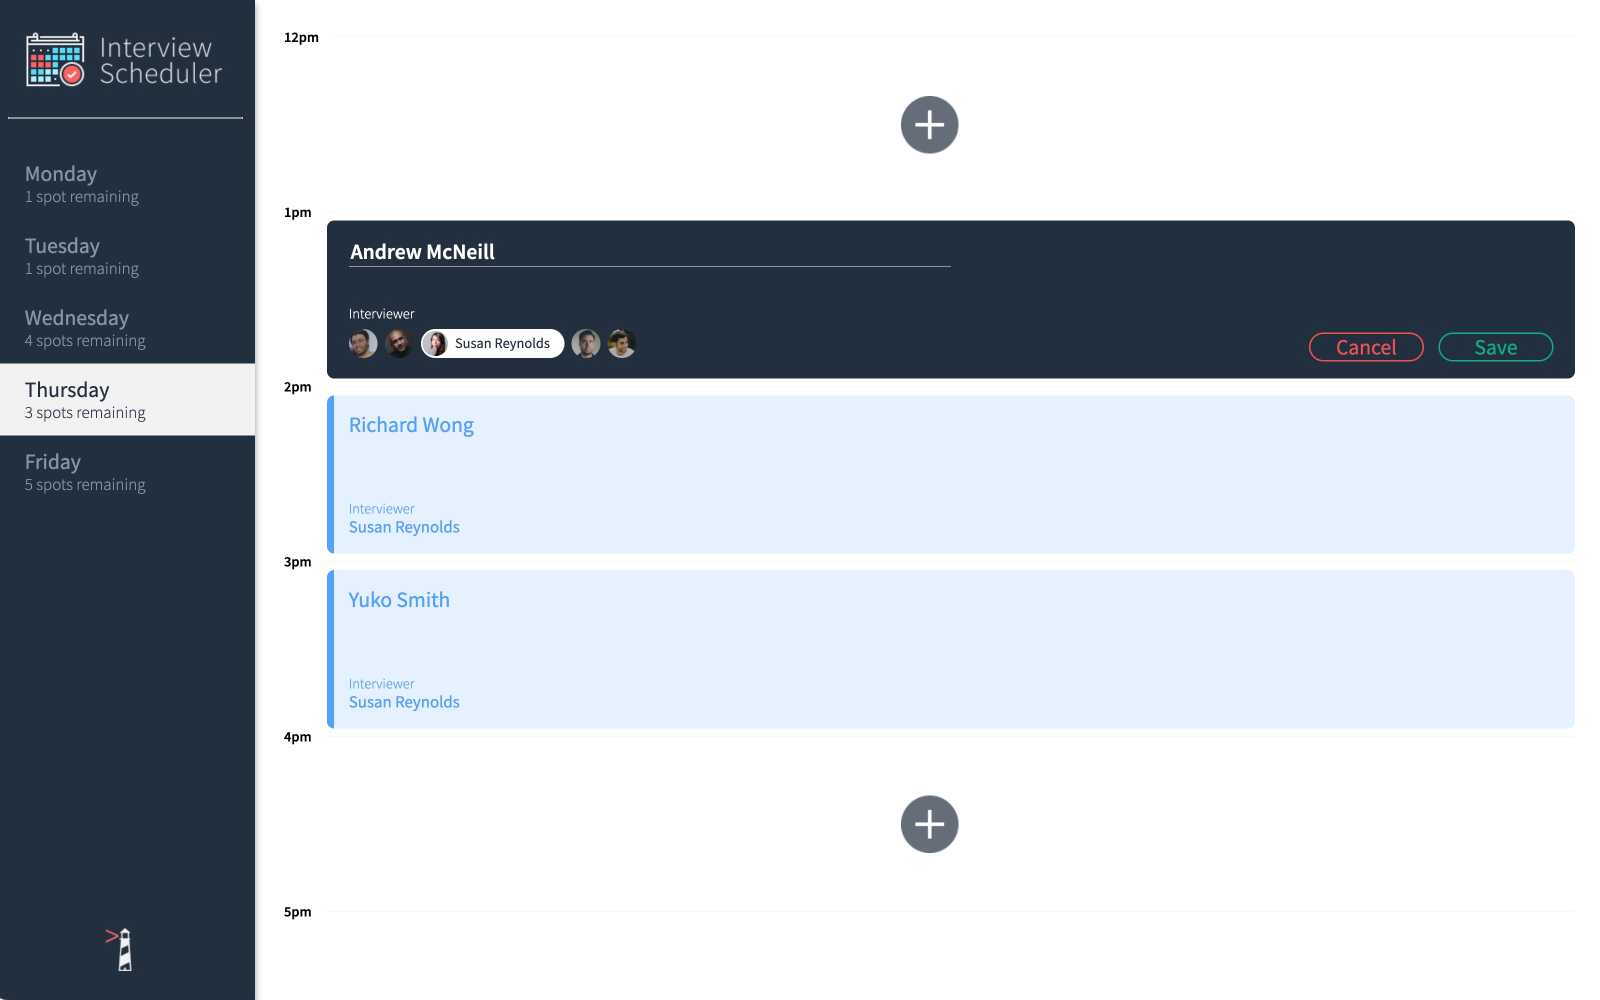 Interview
Scheduler
Monday
1 spot remaining
Tuesday
1 spot remaining
Wednesday
4 spots remaining
Thursday
3 spots remaining
Friday
5 spots remaining
12pm
1pm
Andrew McNeill
Interviewer
Susan Reynolds
Cancel
Save
2pm
Richard Wong
Interviewer
Susan Reynolds
3pm
Yuko Smith
Interviewer
Susan Reynolds
4pm
5pm